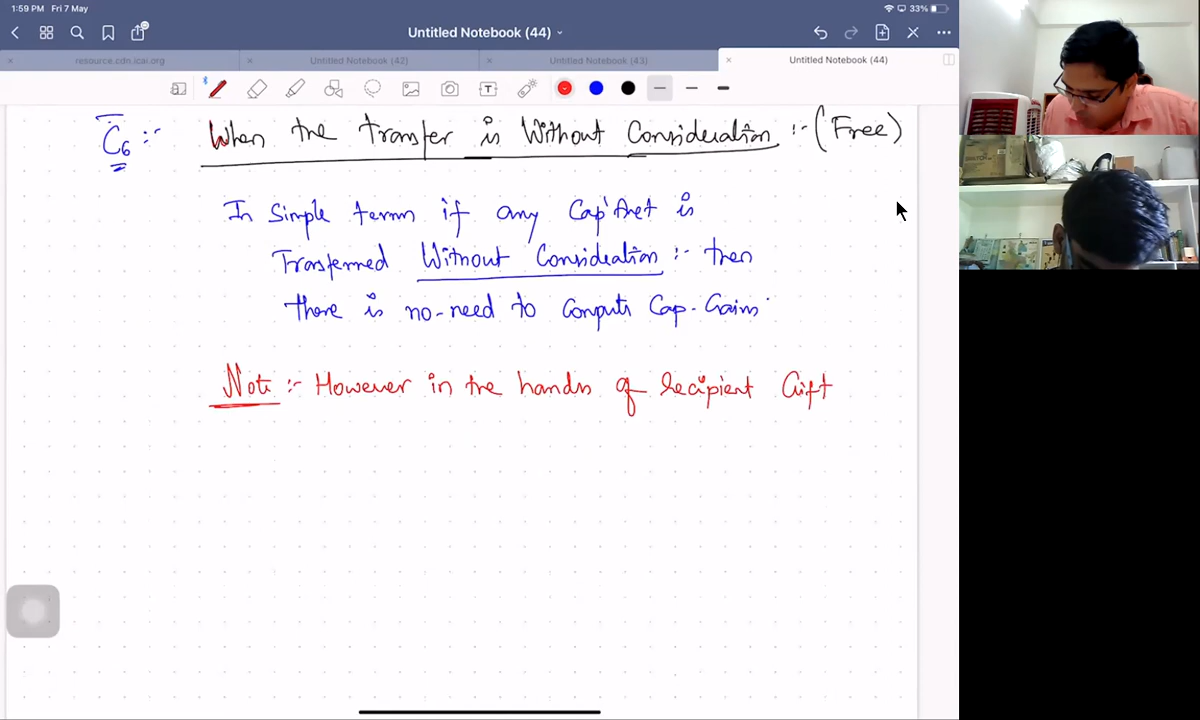 1:59 PM Fri 7 May
33%
Untitled Notebook (44)
resource.cdn.icai.org
Untitled Notebook (42)
Untitled Notebook (43)
Untitled Notebook (44)
C6 :- When the transfer is Without Consideration :- (Free)
In Simple terms if any Cap' Asset is
Transferred Without Consideration :- then
there is no-need to compute Cap-Gains
Note :- However in the hands of recipient Gift